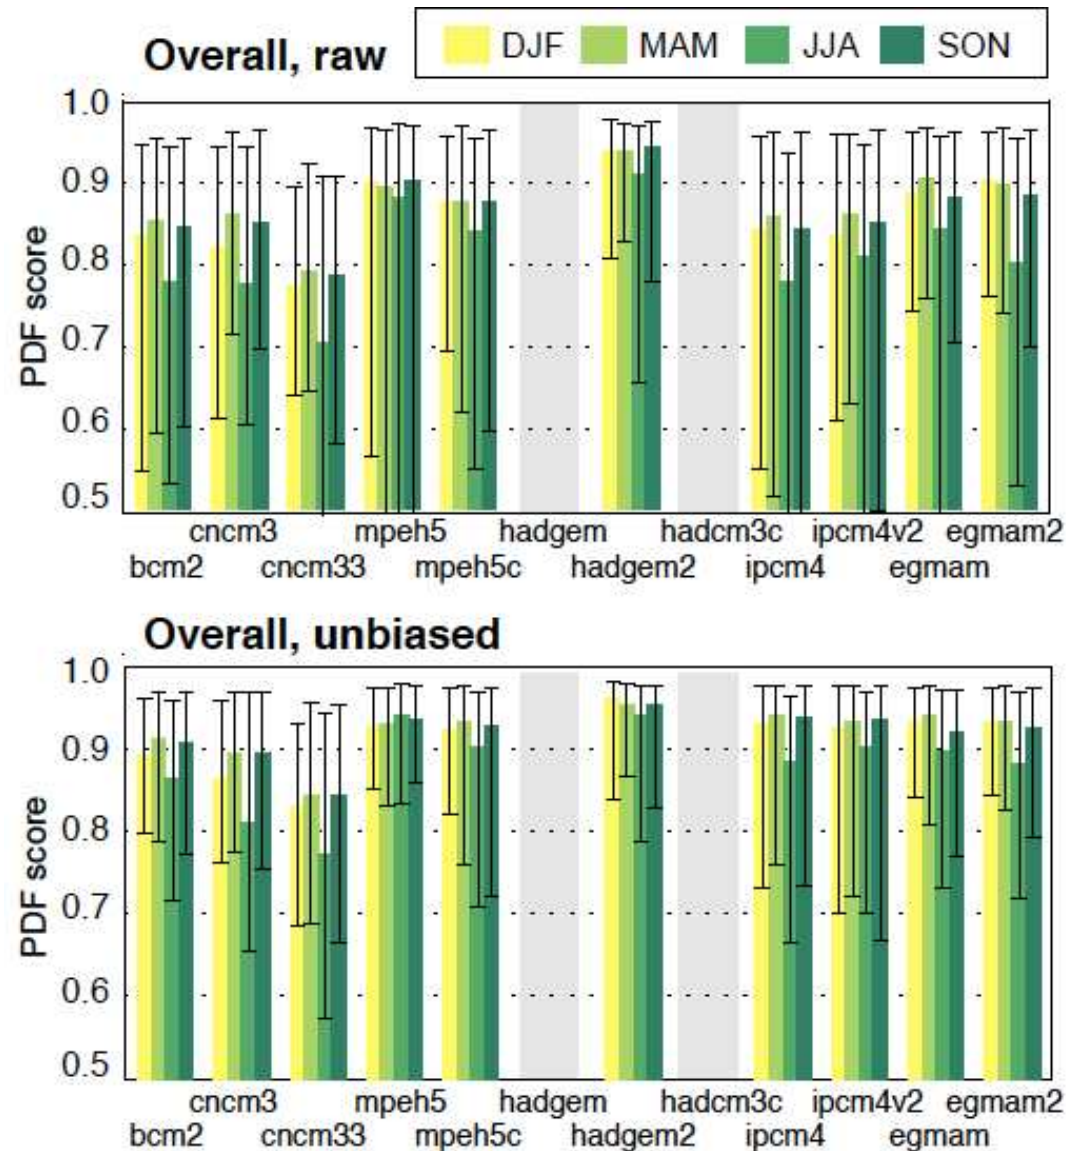 DJF MAM JJA SON
Overall, raw
1.0
0.9
0.8
0.7
0.6
0.5
PDF score
cncm3 mpeh5 hadgem hadcm3c ipcm4v2 egmam2
bcm2 cncm33 mpeh5c hadgem2 ipcm4 egmam
Overall, unbiased
1.0
0.9
0.8
0.7
0.6
0.5
PDF score
cncm3 mpeh5 hadgem hadcm3c ipcm4v2 egmam2
bcm2 cncm33 mpeh5c hadgem2 ipcm4 egmam